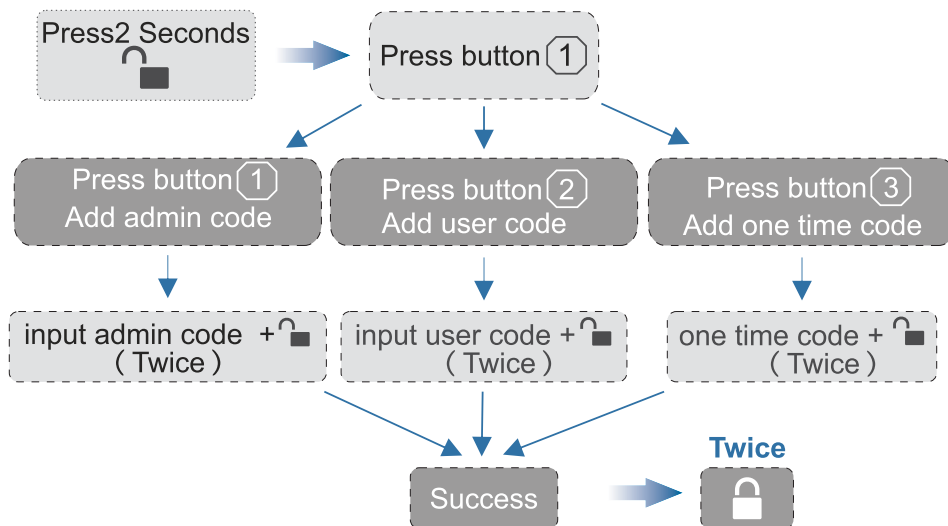 Press2 Seconds
Press button 1
Press button 1
Add admin code
Press button 2
Add user code
Press button 3
Add one time code
input admin code +
( Twice )
input user code +
( Twice )
one time code +
( Twice )
Success
Twice